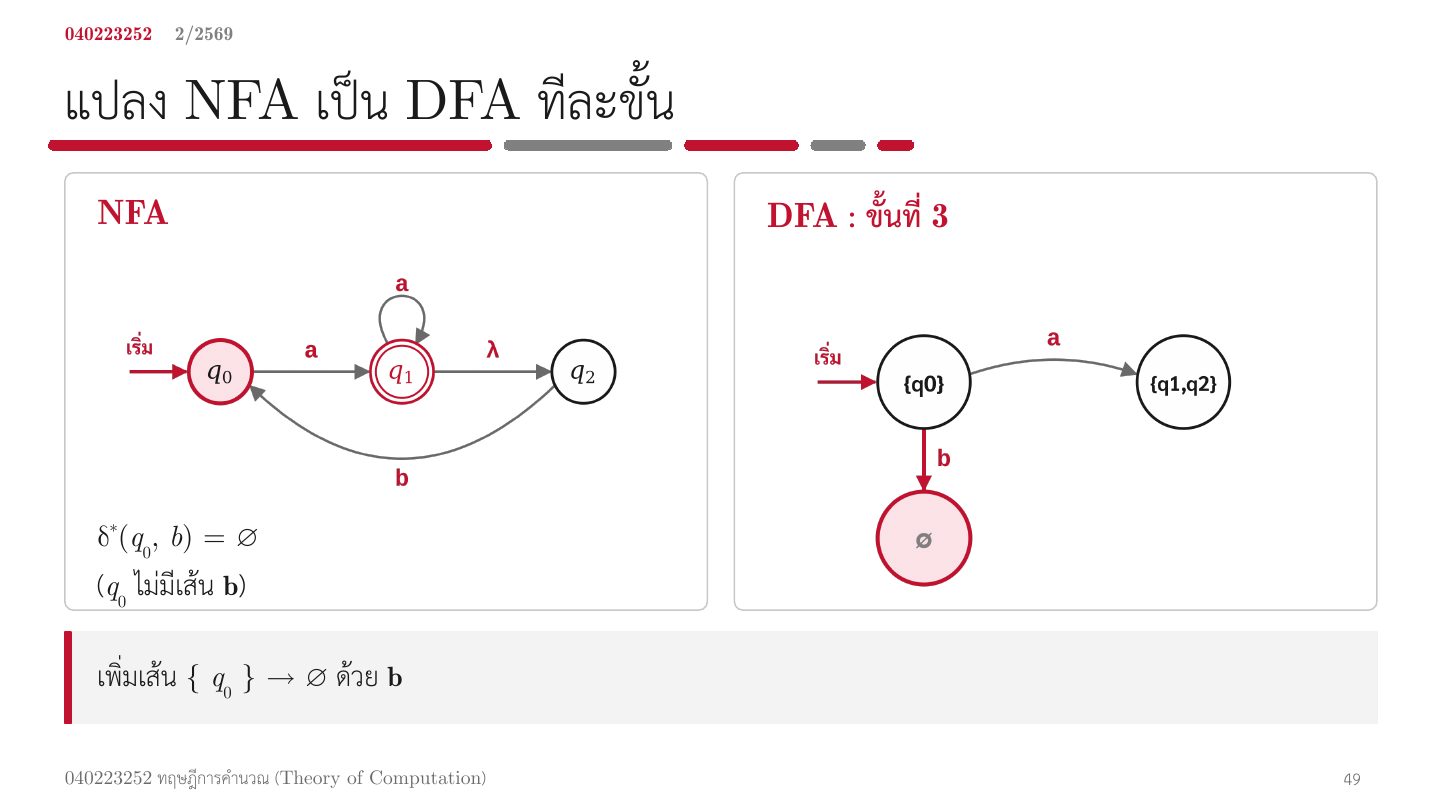 040223252 2/2569
แปลง NFA เป็น DFA ทีละขั้น
NFA
a
เริ่ม
q0
a
q1
λ
q2
b
δ*(q0, b) = ∅
(q0 ไม่มีเส้น b)
DFA : ขั้นที่ 3
เริ่ม
{q0}
a
{q1,q2}
b
∅
เพิ่มเส้น { q0 } → ∅ ด้วย b
040223252 ทฤษฎีการคำนวณ (Theory of Computation)
49